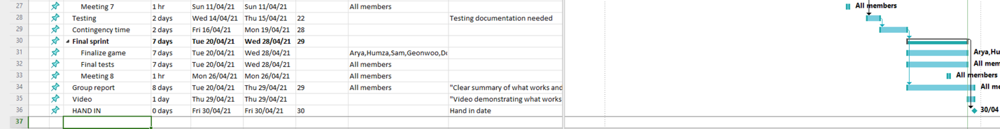 27 Meeting 7 1 hr Sun 11/04/21 Sun 11/04/21 All members All members
28 Testing 2 days Wed 14/04/21 Thu 15/04/21 22 Testing documentation needed
29 Contingency time 2 days Fri 16/04/21 Mon 19/04/21 28
30 Final sprint 7 days Tue 20/04/21 Wed 28/04/21 29
31 Finalize game 7 days Tue 20/04/21 Wed 28/04/21 Arya,Humza,Sam,Geonwoo,Do Arya,Hu
32 Final tests 7 days Tue 20/04/21 Wed 28/04/21 All members All mem
33 Meeting 8 1 hr Mon 26/04/21 Mon 26/04/21 All members All members
34 Group report 8 days Tue 20/04/21 Thu 29/04/21 29 All members "Clear summary of what works and All me
35 Video 1 day Thu 29/04/21 Thu 29/04/21 "Video demonstrating what works
36 HAND IN 0 days Fri 30/04/21 Fri 30/04/21 30 Hand in date 30/04
37